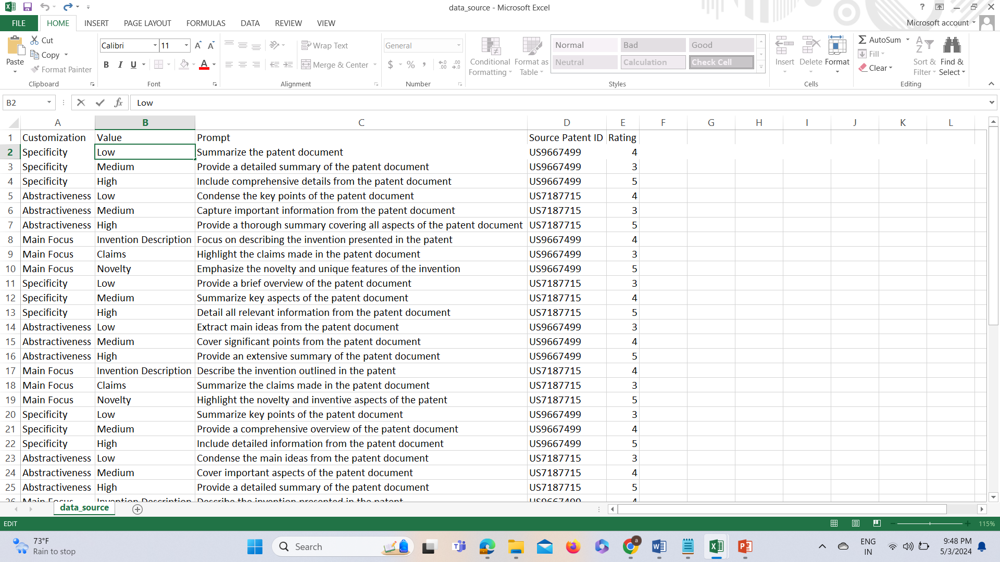 data_source - Microsoft Excel
?
FILE HOME INSERT PAGE LAYOUT FORMULAS DATA REVIEW VIEW Microsoft account
Paste
Cut
Copy
Format Painter
Clipboard
Calibri 11
B I U
Font
Wrap Text
Merge & Center
Alignment
General
$ % ,
Number
Conditional Formatting
Format as Table
Normal Bad Good
Neutral Calculation Check Cell
Styles
Insert Delete Format
Cells
AutoSum
Fill
Clear
Sort & Filter
Find & Select
Editing
B2 fx Low
A B C D E F G H I J K L
1 Customization Value Prompt Source Patent ID Rating
2 Specificity Low Summarize the patent document US9667499 4
3 Specificity Medium Provide a detailed summary of the patent document US9667499 3
4 Specificity High Include comprehensive details from the patent document US9667499 5
5 Abstractiveness Low Condense the key points of the patent document US7187715 4
6 Abstractiveness Medium Capture important information from the patent document US7187715 3
7 Abstractiveness High Provide a thorough summary covering all aspects of the patent document US7187715 5
8 Main Focus Invention Description Focus on describing the invention presented in the patent US9667499 4
9 Main Focus Claims Highlight the claims made in the patent document US9667499 3
10 Main Focus Novelty Emphasize the novelty and unique features of the invention US9667499 5
11 Specificity Low Provide a brief overview of the patent document US7187715 3
12 Specificity Medium Summarize key aspects of the patent document US7187715 4
13 Specificity High Detail all relevant information from the patent document US7187715 5
14 Abstractiveness Low Extract main ideas from the patent document US9667499 3
15 Abstractiveness Medium Cover significant points from the patent document US9667499 4
16 Abstractiveness High Provide an extensive summary of the patent document US9667499 5
17 Main Focus Invention Description Describe the invention outlined in the patent US7187715 4
18 Main Focus Claims Summarize the claims made in the patent document US7187715 3
19 Main Focus Novelty Highlight the novelty and inventive aspects of the patent US7187715 5
20 Specificity Low Summarize key points of the patent document US9667499 3
21 Specificity Medium Provide a comprehensive overview of the patent document US9667499 4
22 Specificity High Include detailed information from the patent document US9667499 5
23 Abstractiveness Low Condense the main ideas from the patent document US7187715 3
24 Abstractiveness Medium Cover important aspects of the patent document US7187715 4
25 Abstractiveness High Provide a detailed summary of the patent document US7187715 5
26 Main Focus Invention Description Describe the invention presented in the patent US9667499 4
data_source
EDIT 115%
73°F
Rain to stop
Search
ENG
IN
9:48 PM
5/3/2024